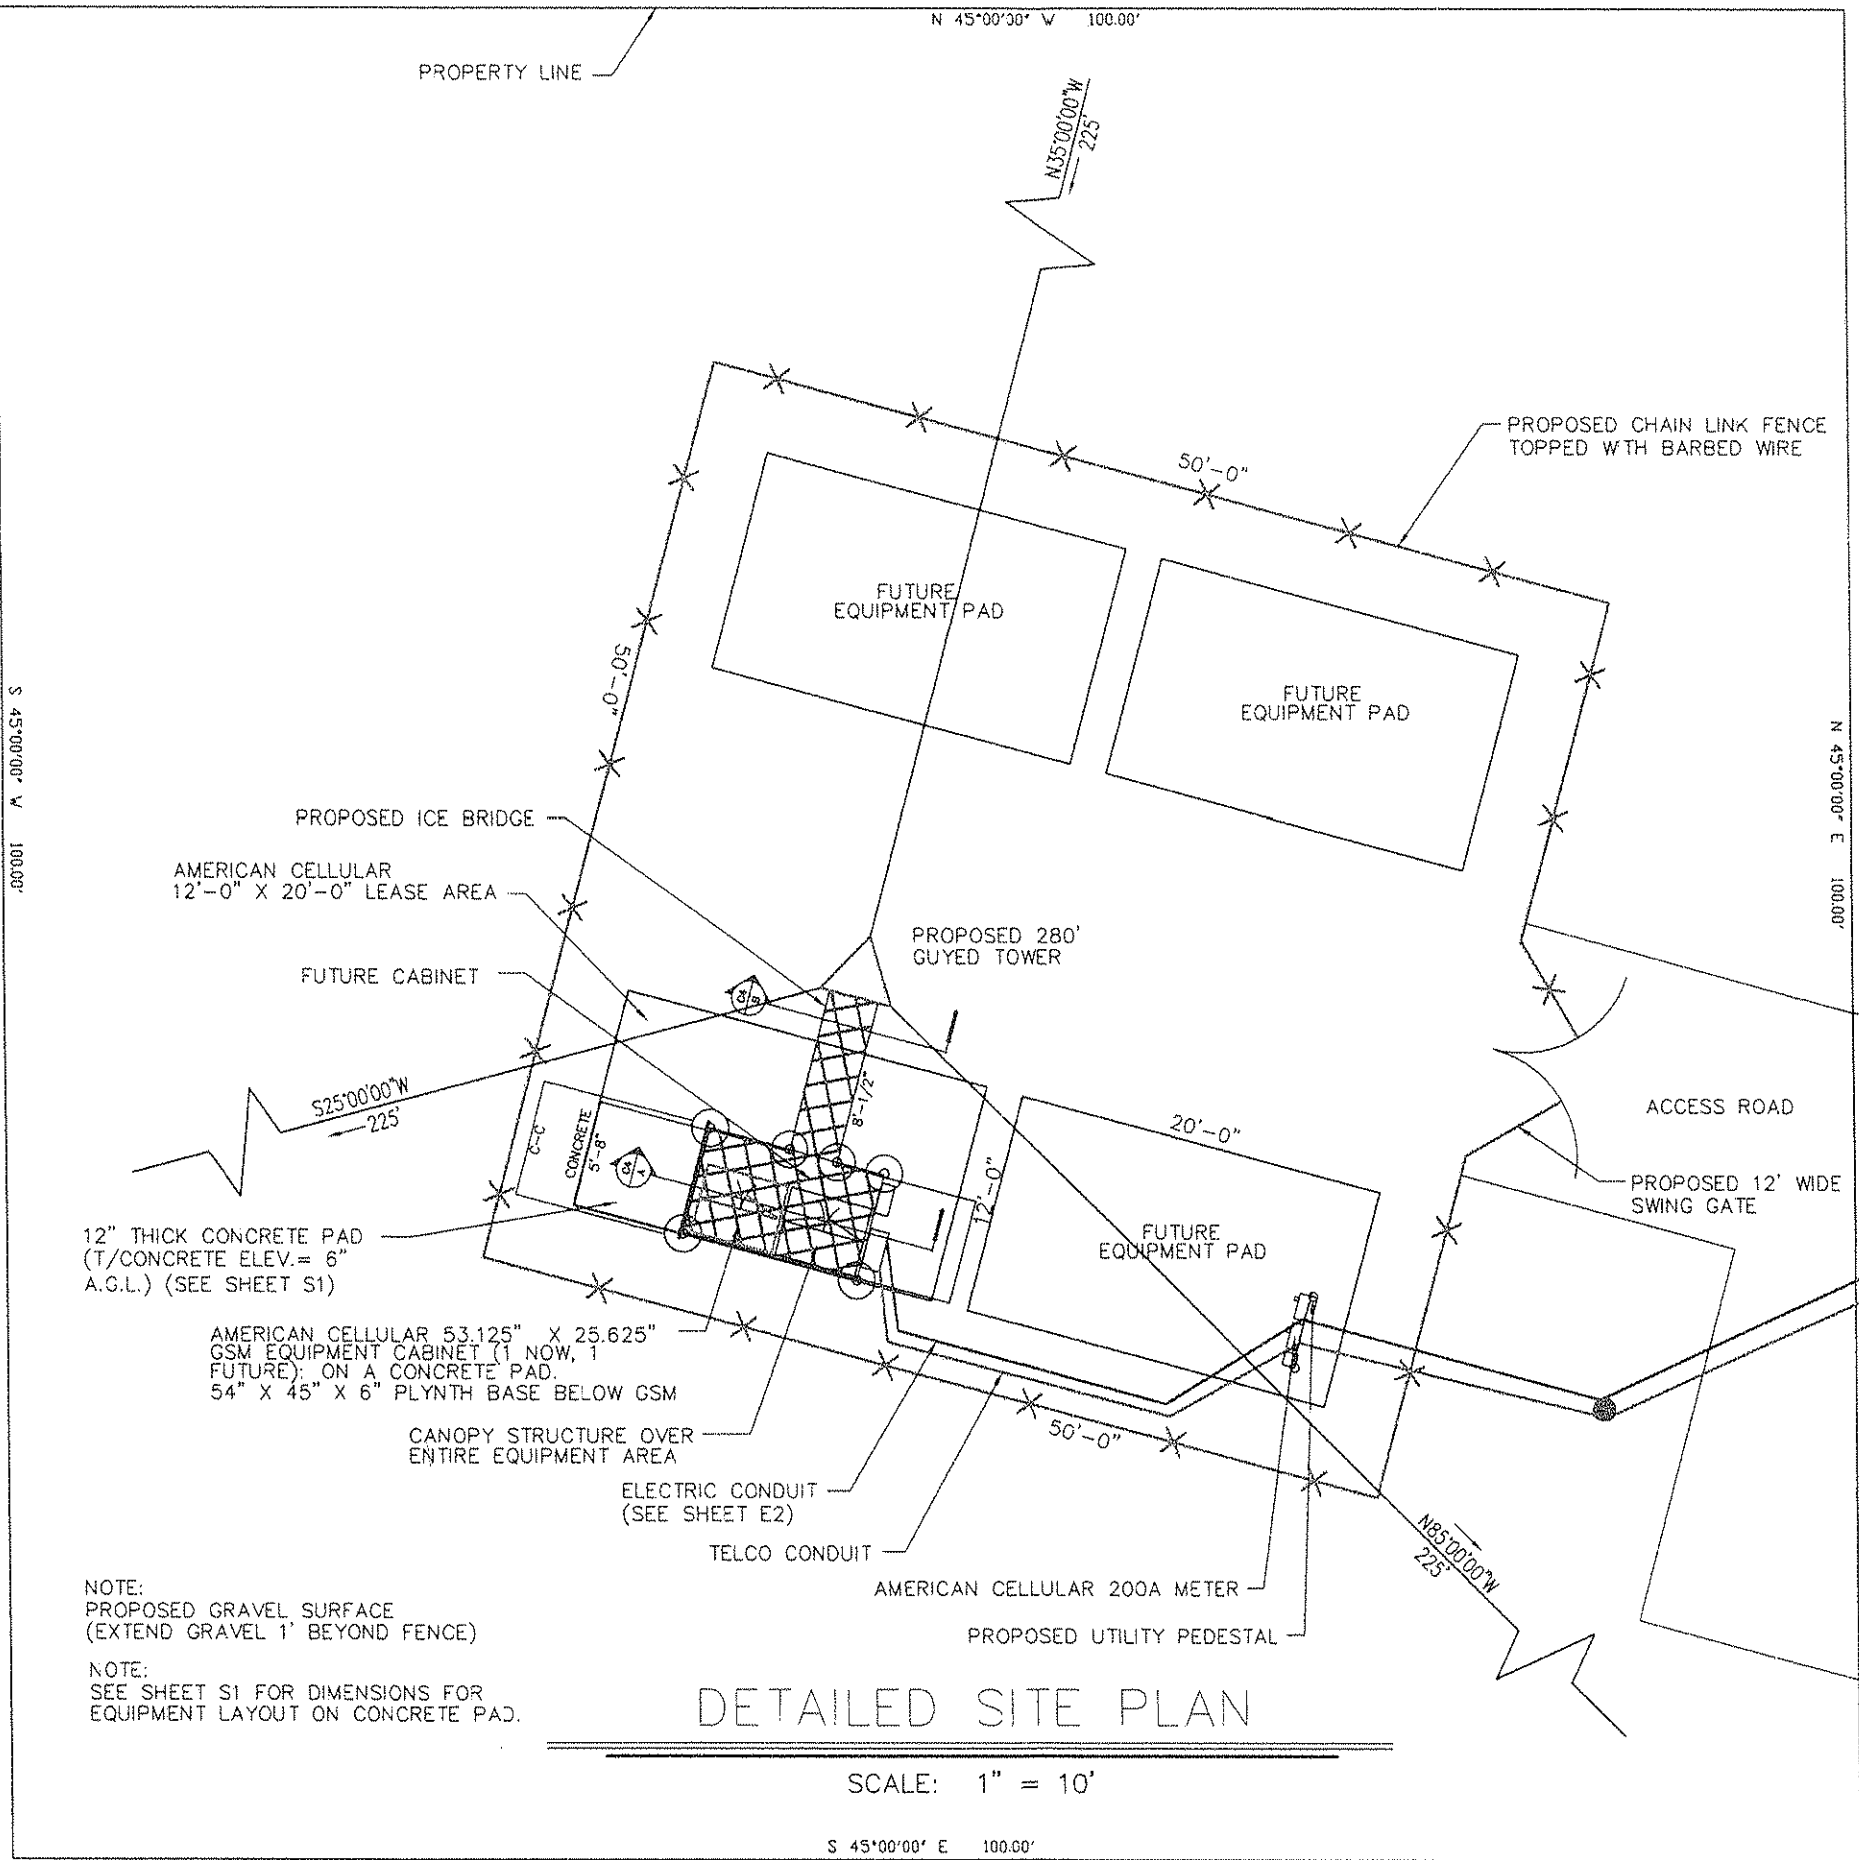 N 45°00'00" W 100.00'
PROPERTY LINE
N35°00'00"W
225'
PROPOSED CHAIN LINK FENCE
TOPPED WTH BARBED WIRE
50'-0"
FUTURE
EQUIPMENT PAD
50'-0"
FUTURE
EQUIPMENT PAD
S 45°00'00" W 100.00'
N 45°00'00" E 100.00'
PROPOSED ICE BRIDGE
AMERICAN CELLULAR
12'-0" X 20'-0" LEASE AREA
PROPOSED 280'
GUYED TOWER
FUTURE CABINET
C4
B
S25°00'00"W
225'
8'-1/2"
C-C
CONCRETE
5'-8"
C4
A
20'-0"
12'-0"
ACCESS ROAD
PROPOSED 12' WIDE
SWING GATE
FUTURE
EQUIPMENT PAD
12" THICK CONCRETE PAD
(T/CONCRETE ELEV.= 6"
A.G.L.) (SEE SHEET S1)
AMERICAN CELLULAR 53.125" X 25.625"
GSM EQUIPMENT CABINET (1 NOW, 1
FUTURE); ON A CONCRETE PAD.
54" X 45" X 6" PLYNTH BASE BELOW GSM
CANOPY STRUCTURE OVER
ENTIRE EQUIPMENT AREA
50'-0"
ELECTRIC CONDUIT
(SEE SHEET E2)
TELCO CONDUIT
N85°00'00"W
225'
AMERICAN CELLULAR 200A METER
PROPOSED UTILITY PEDESTAL
NOTE:
PROPOSED GRAVEL SURFACE
(EXTEND GRAVEL 1' BEYOND FENCE)
NOTE:
SEE SHEET S1 FOR DIMENSIONS FOR
EQUIPMENT LAYOUT ON CONCRETE PAD.
DETAILED SITE PLAN
SCALE: 1" = 10'
S 45°00'00" E 100.00'